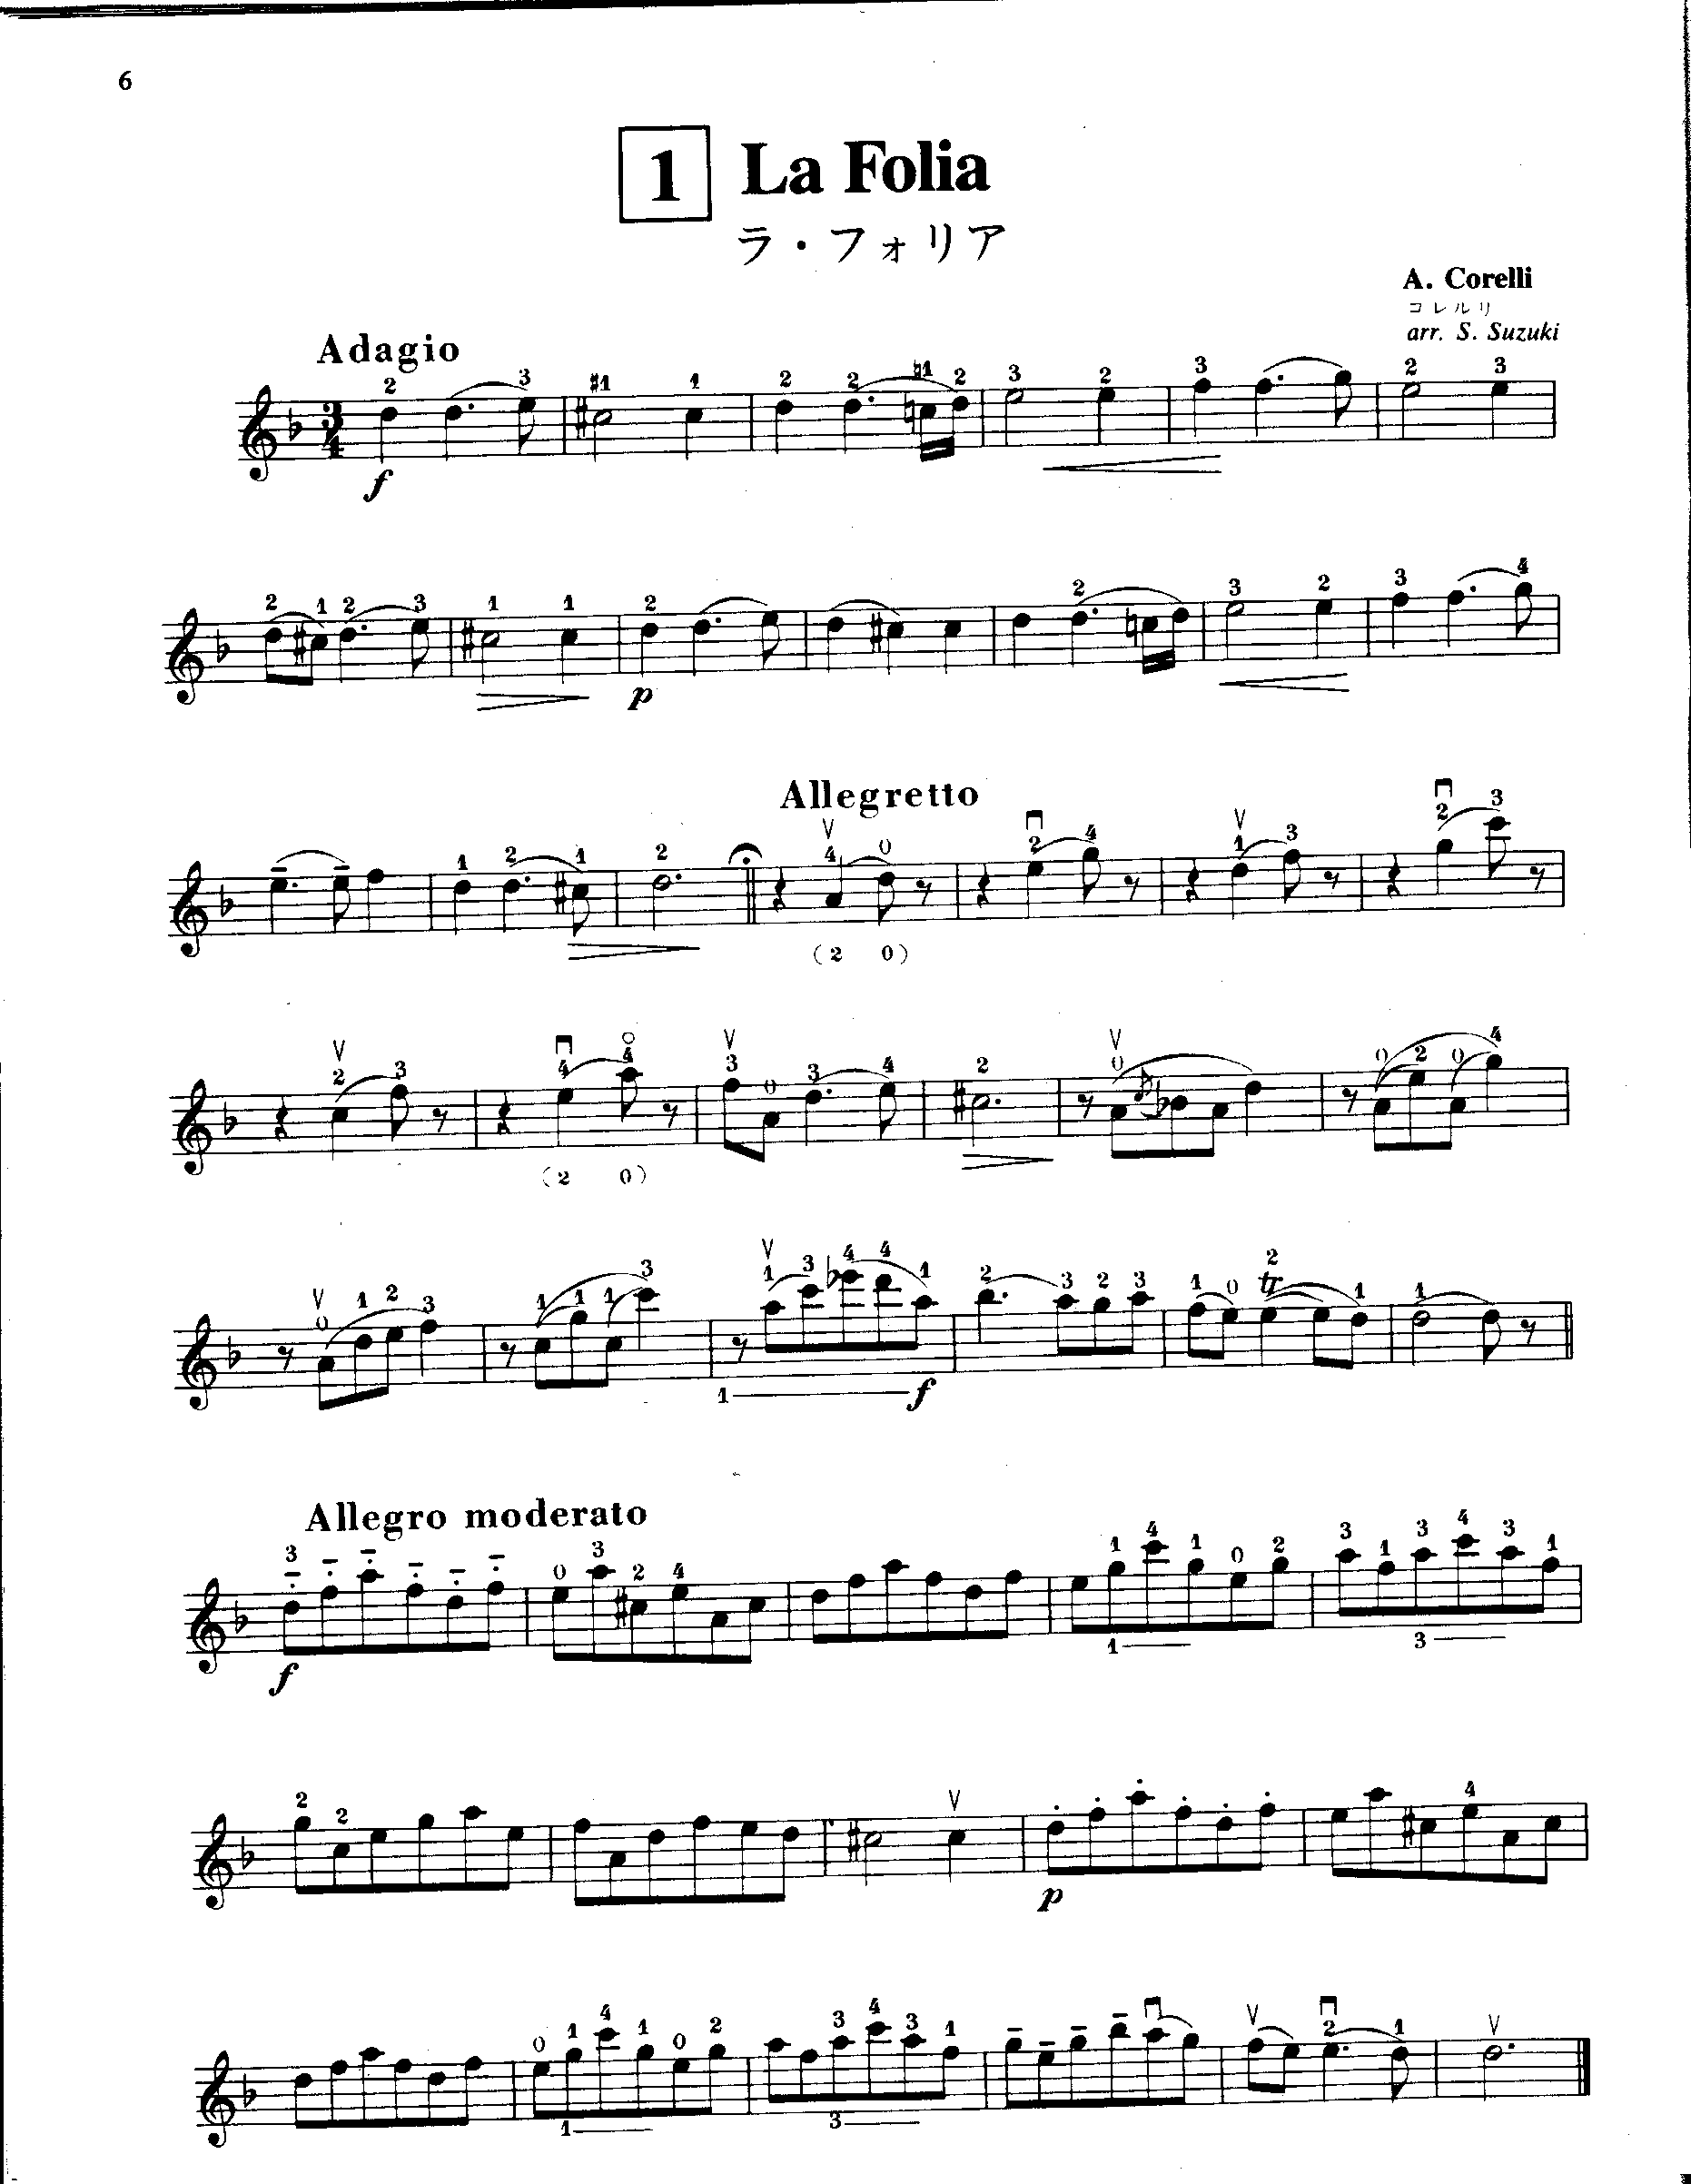 6
1 La Folia
ラ・フォリア
A. Corelli
コレルリ
arr. S. Suzuki
Adagio
Allegretto
Allegro moderato